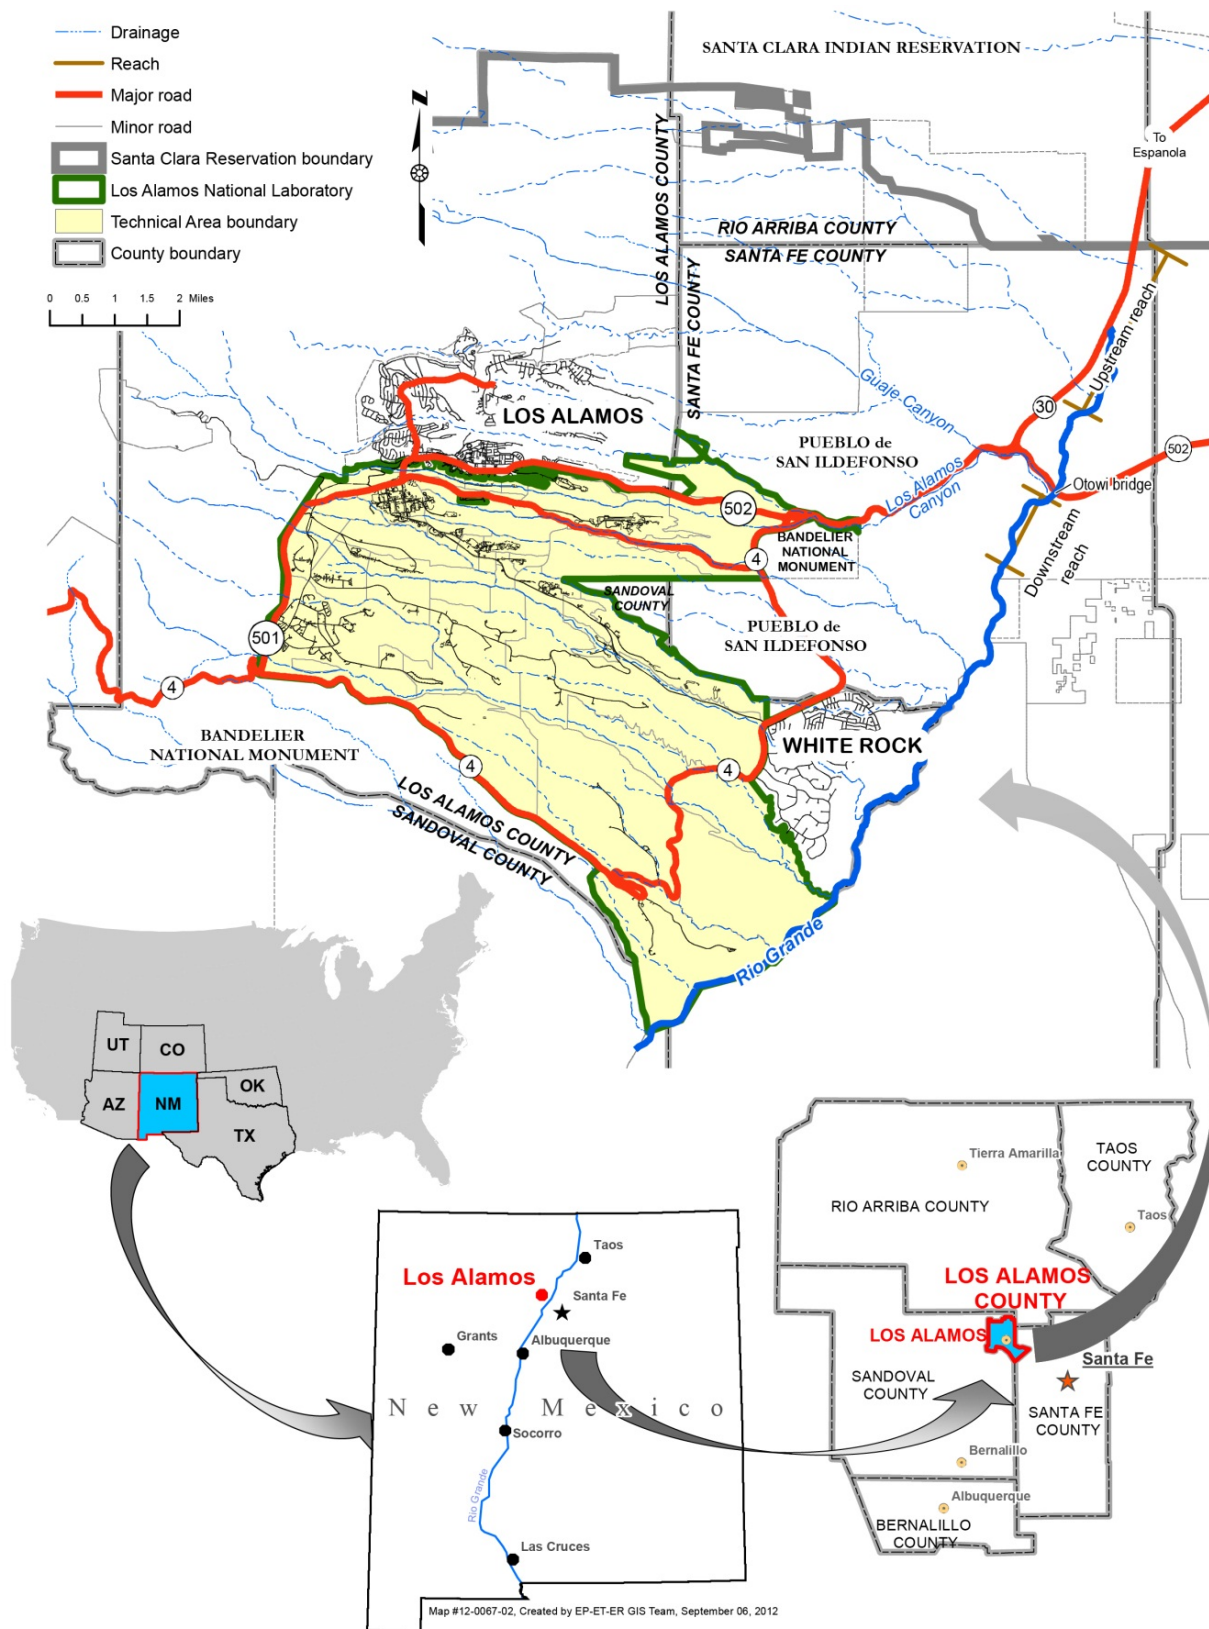 Drainage
Reach
Major road
Minor road
Santa Clara Reservation boundary
Los Alamos National Laboratory
Technical Area boundary
County boundary
0 0.5 1 1.5 2 Miles
Z
SANTA CLARA INDIAN RESERVATION
To
Espanola
LOS ALAMOS COUNTY
SANTA FE COUNTY
RIO ARRIBA COUNTY
SANTA FE COUNTY
Upstream reach
Guaje Canyon
30
LOS ALAMOS
PUEBLO de
SAN ILDEFONSO
502
Los Alamos
Canyon
Otowi bridge
502
Downstream
reach
4
BANDELIER
NATIONAL
MONUMENT
SANDOVAL
COUNTY
PUEBLO de
SAN ILDEFONSO
501
4
BANDELIER
NATIONAL MONUMENT
WHITE ROCK
4
4
LOS ALAMOS COUNTY
SANDOVAL COUNTY
Rio Grande
UT
CO
AZ
NM
OK
TX
Taos
Los Alamos
Santa Fe
Grants
Albuquerque
New Mexico
Socorro
Rio Grande
Las Cruces
Tierra Amarilla
TAOS
COUNTY
RIO ARRIBA COUNTY
Taos
LOS ALAMOS
COUNTY
LOS ALAMOS
Santa Fe
SANDOVAL
COUNTY
SANTA FE
COUNTY
Bernalillo
Albuquerque
BERNALILLO
COUNTY
Map #12-0067-02, Created by EP-ET-ER GIS Team, September 06, 2012